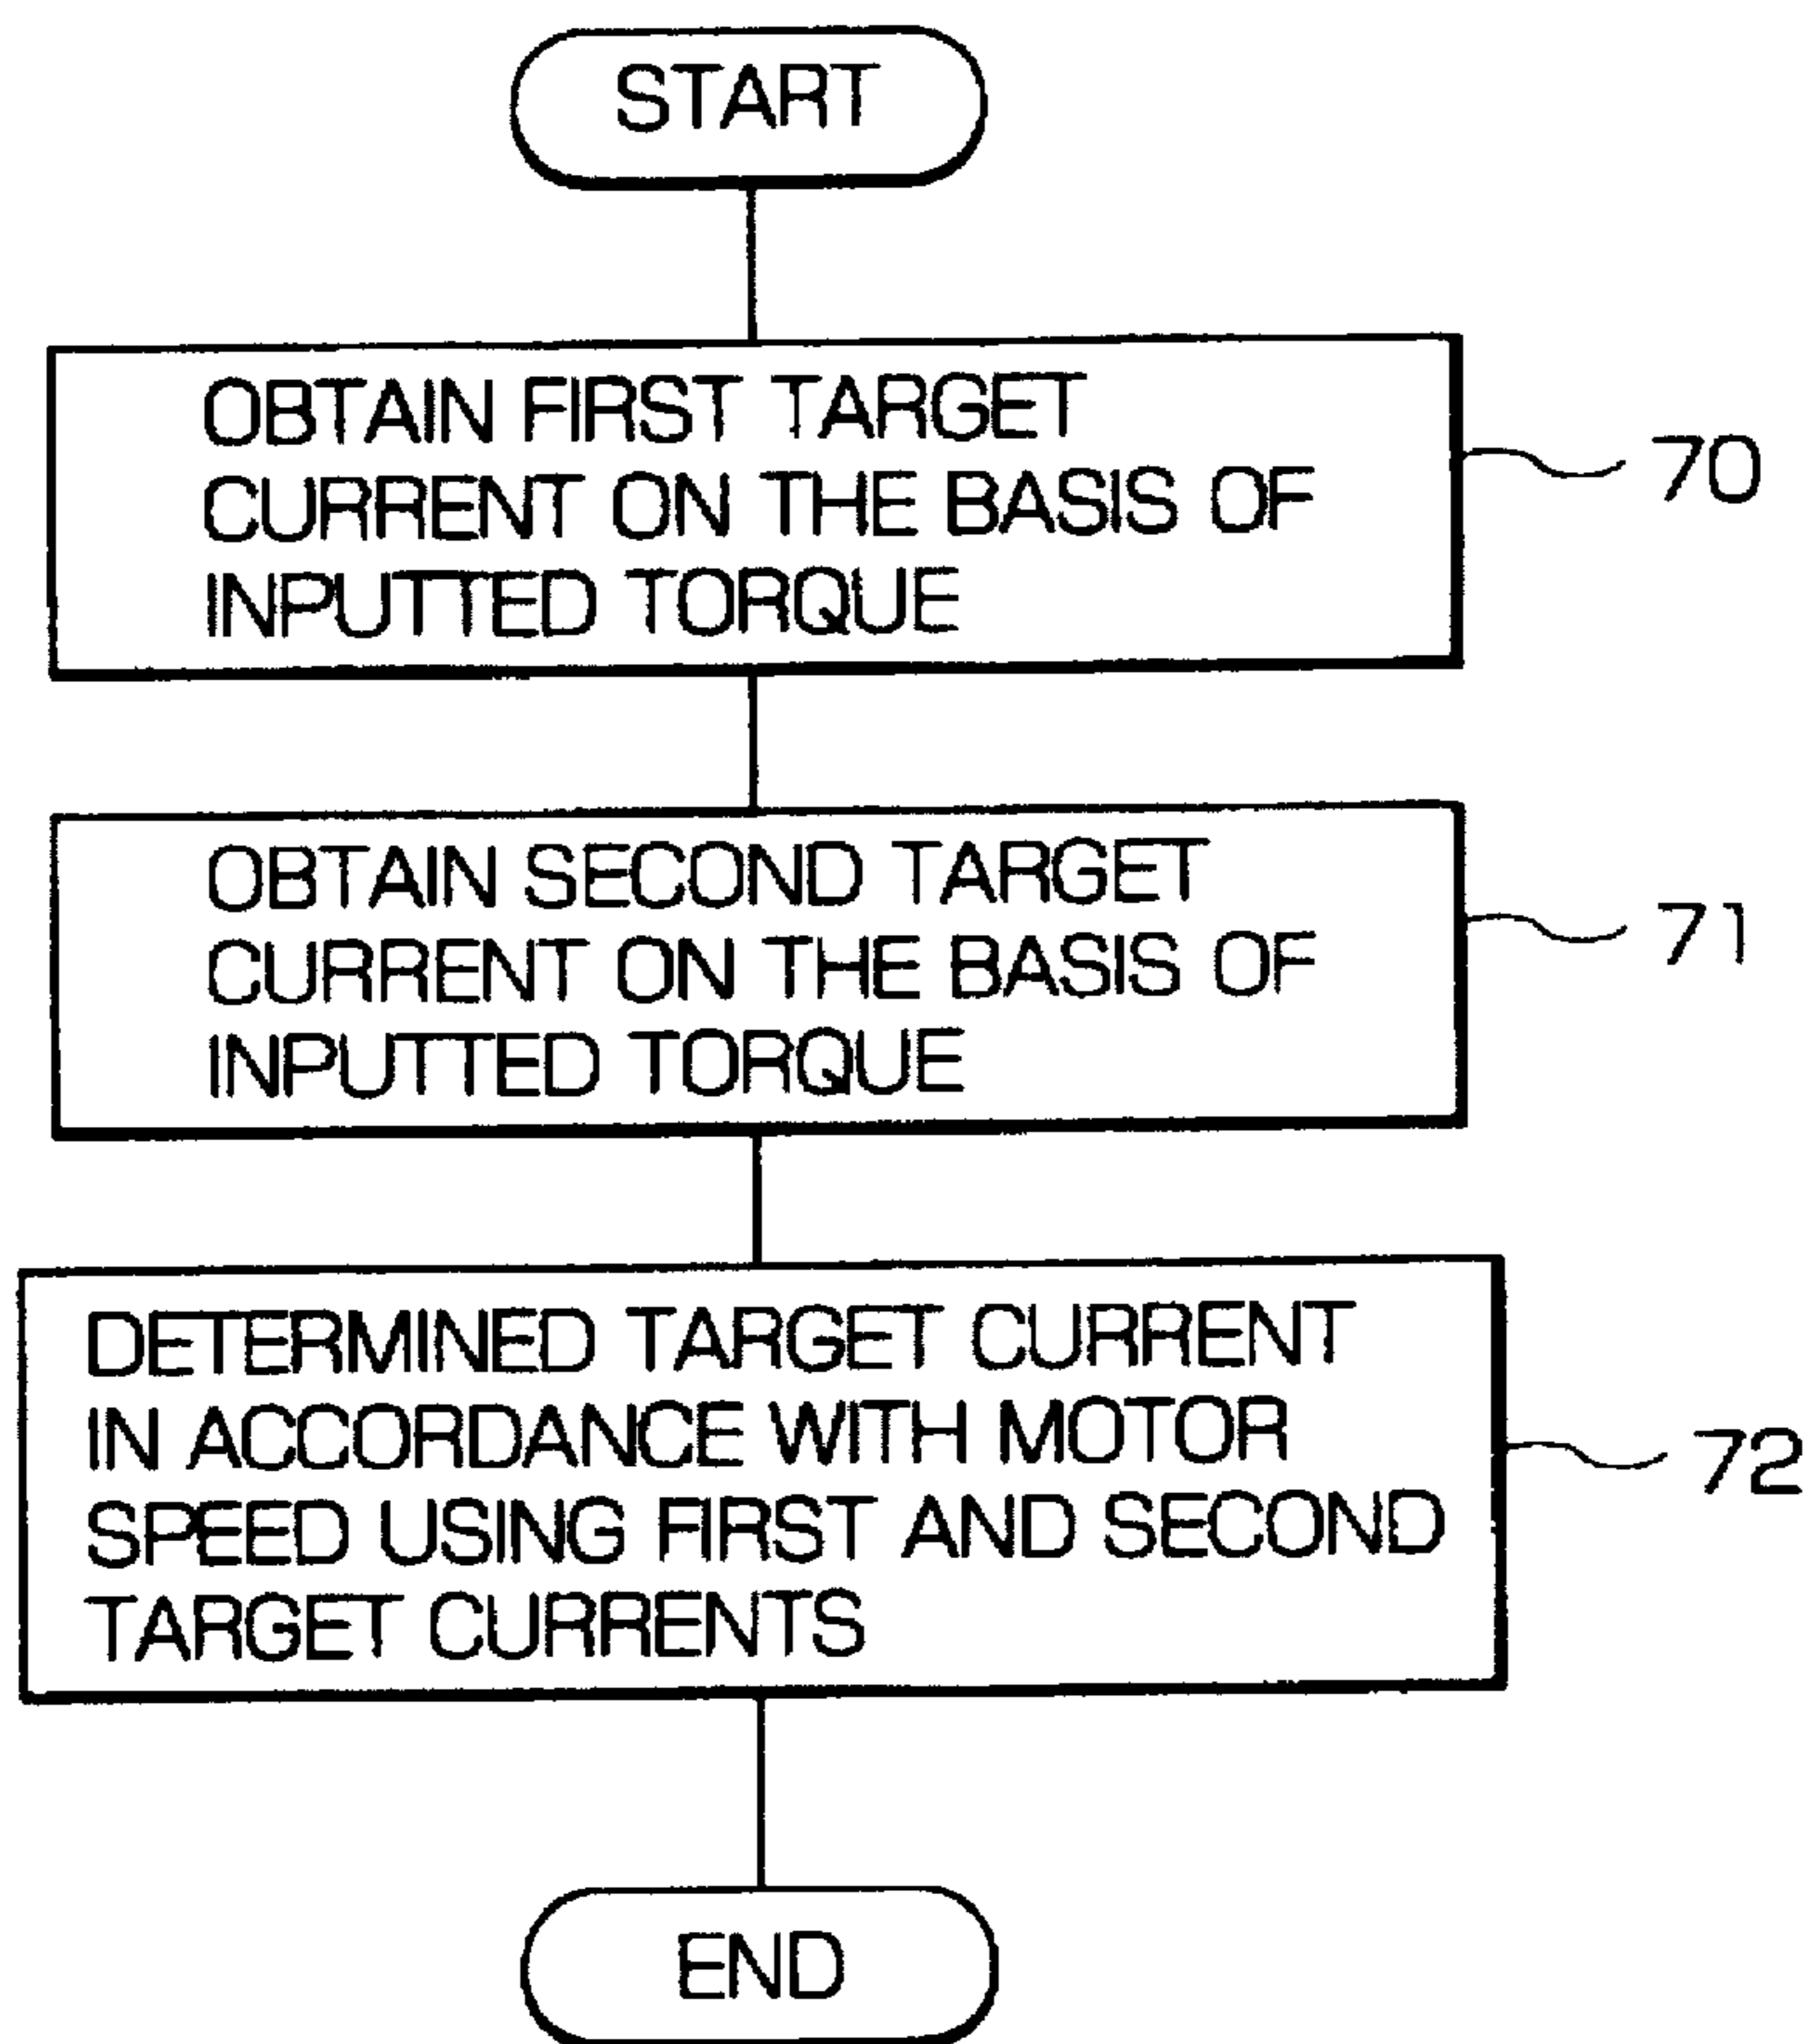 START
OBTAIN FIRST TARGET
CURRENT ON THE BASIS OF
INPUTTED TORQUE
70
OBTAIN SECOND TARGET
CURRENT ON THE BASIS OF
INPUTTED TORQUE
71
DETERMINED TARGET CURRENT
IN ACCORDANCE WITH MOTOR
SPEED USING FIRST AND SECOND
TARGET CURRENTS
72
END